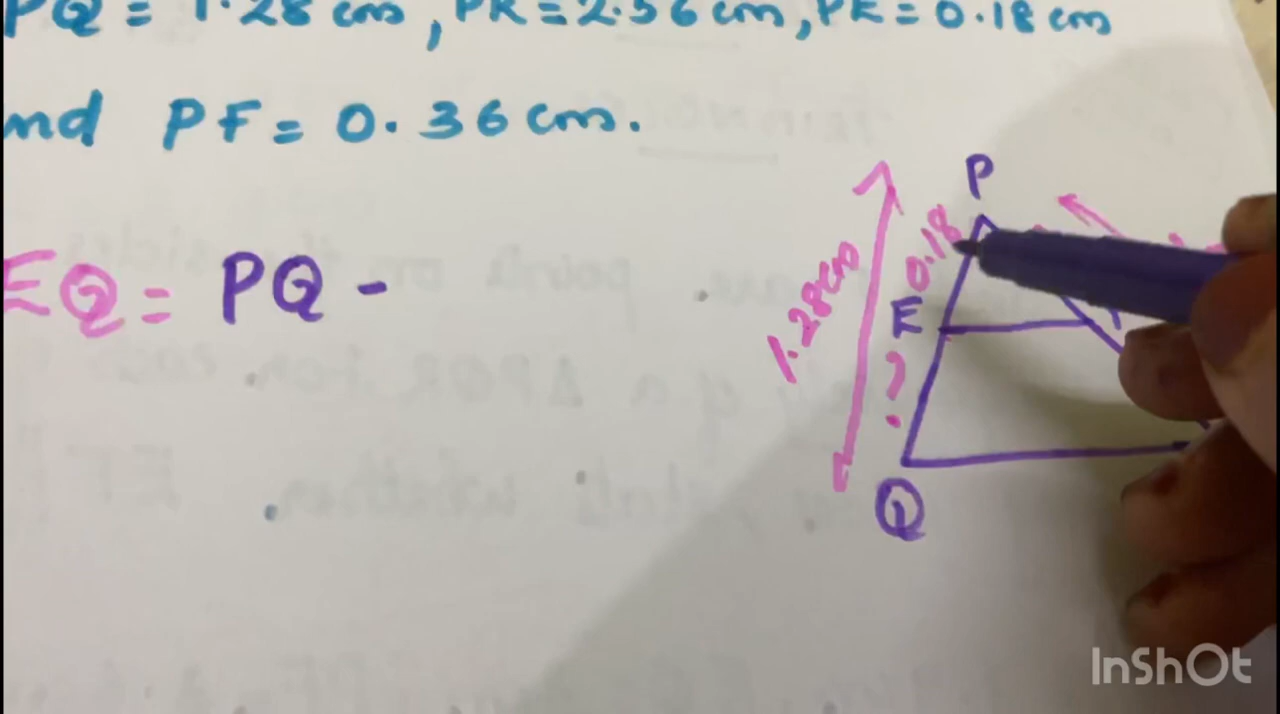 PQ = 1.28 cm, PR = 2.56 cm, PE = 0.18 cm
and PF = 0.36 cm.
EQ = PQ -
P
0.18
1.28cm
E
?
Q
InShOt